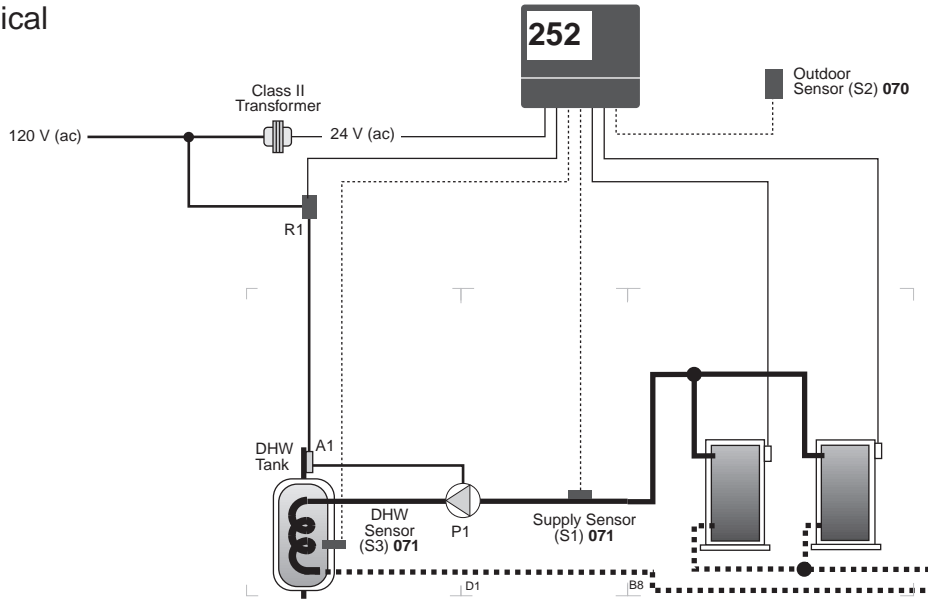 ical
252
Class II
Transformer
Outdoor
Sensor (S2) 070
120 V (ac)
24 V (ac)
R1
DHW
Tank
A1
DHW
Sensor
(S3) 071
P1
Supply Sensor
(S1) 071
D1
B8